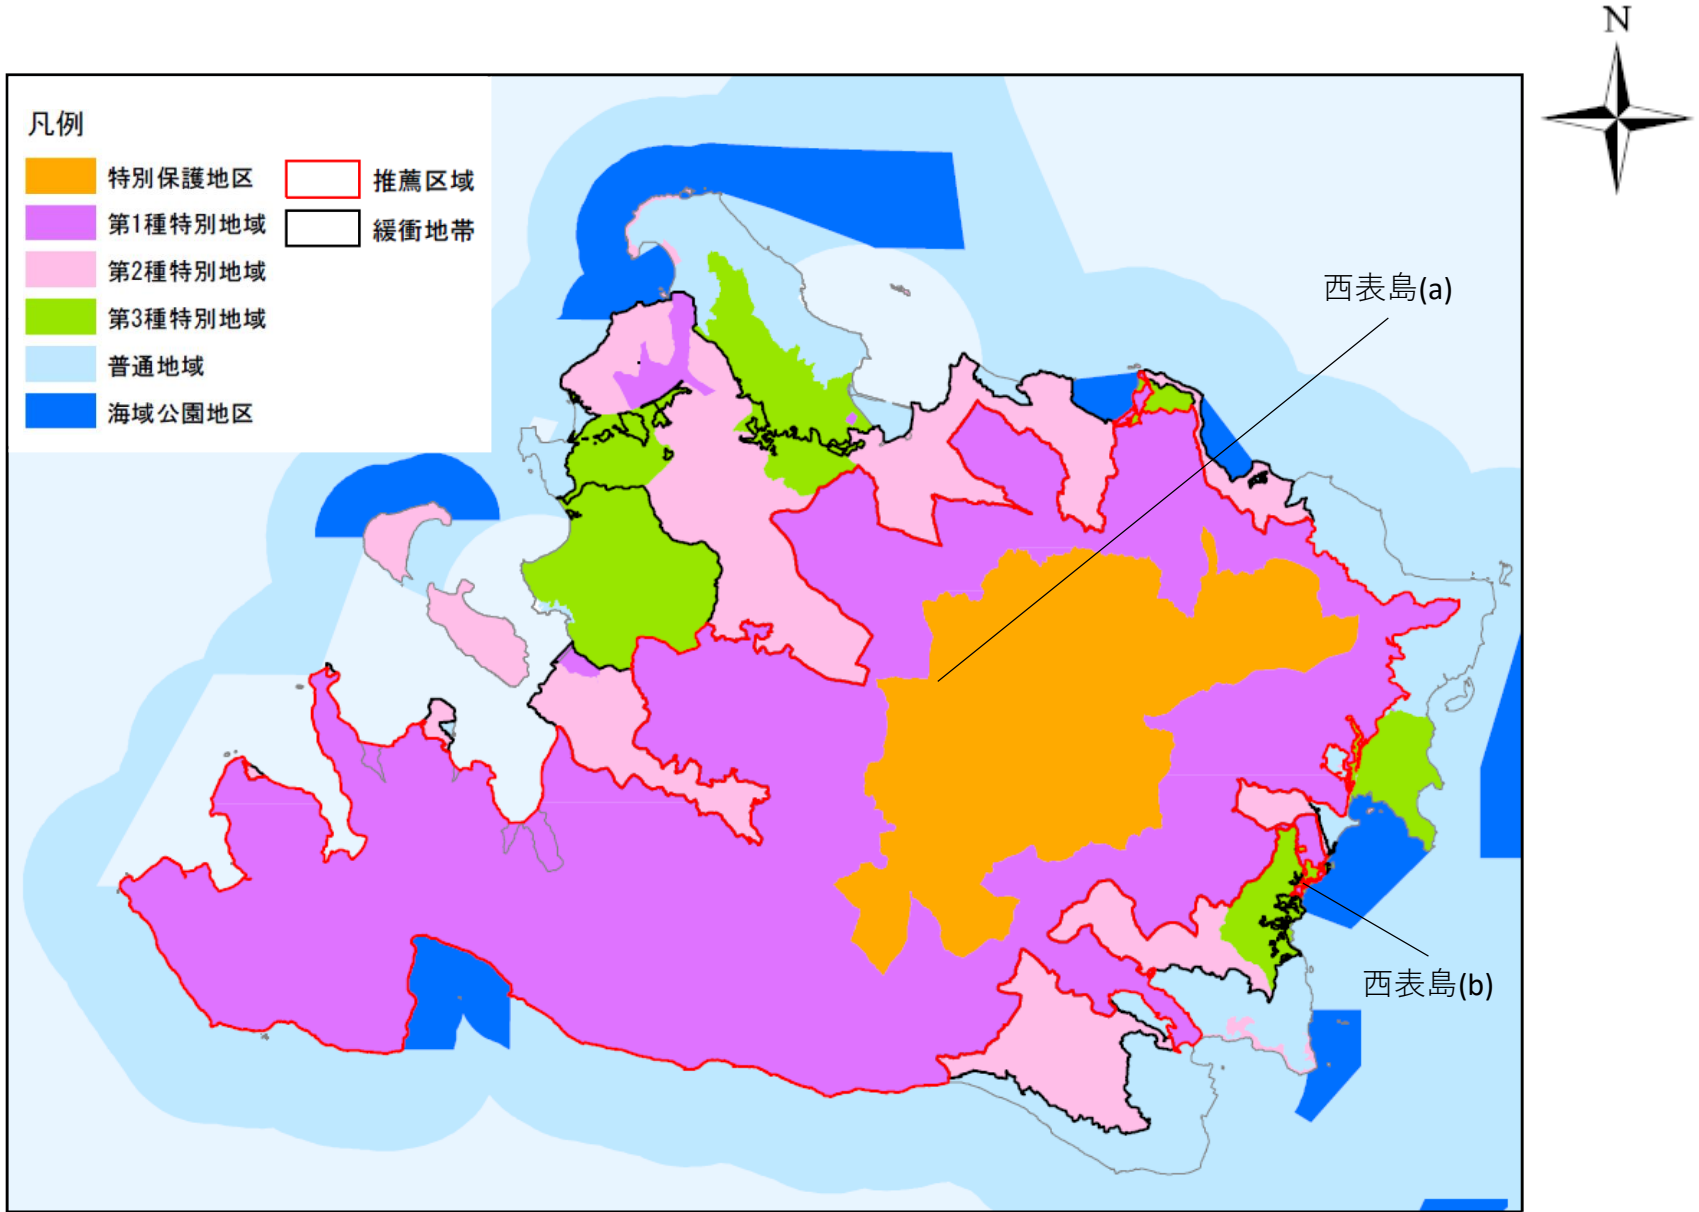 N
凡例
特別保護地区
第1種特別地域
第2種特別地域
第3種特別地域
普通地域
海域公園地区
推薦区域
緩衝地帯
西表島(a)
西表島(b)